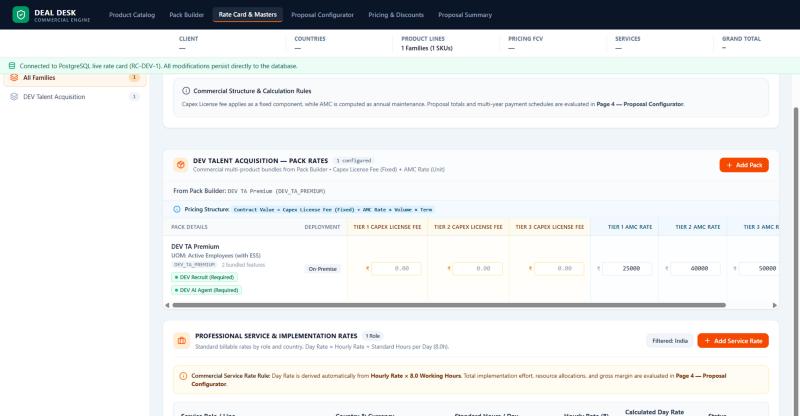 DEAL DESK
COMMERCIAL ENGINE
Product Catalog
Pack Builder
Rate Card & Masters
Proposal Configurator
Pricing & Discounts
Proposal Summary
CLIENT
—
COUNTRIES
—
PRODUCT LINES
1 Families (1 SKUs)
PRICING FCV
—
SERVICES
—
GRAND TOTAL
–
Connected to PostgreSQL live rate card (RC-DEV-1). All modifications persist directly to the database.
All Families 1
DEV Talent Acquisition 1
Commercial Structure & Calculation Rules
Capex License Fee applies as a fixed component, while AMC is computed as annual maintenance. Proposal totals and multi-year payment schedules are evaluated in Page 4 — Proposal Configurator.
DEV TALENT ACQUISITION — PACK RATES 1 configured
Commercial multi-product bundles from Pack Builder • Capex License Fee (Fixed) + AMC Rate (Unit)
+ Add Pack
From Pack Builder: DEV TA Premium (DEV_TA_PREMIUM)
Pricing Structure: Contract Value = Capex License Fee (Fixed) + AMC Rate × Volume × Term
PACK DETAILS DEPLOYMENT TIER 1 CAPEX LICENSE FEE TIER 2 CAPEX LICENSE FEE TIER 3 CAPEX LICENSE FEE TIER 1 AMC RATE TIER 2 AMC RATE TIER 3 AMC R
DEV TA Premium
UOM: Active Employees (with ESS)
DEV_TA_PREMIUM 2 bundled features
DEV Recruit (Required)
DEV AI Agent (Required)
On-Premise ₹ 0.00 ₹ 0.00 ₹ 0.00 ₹ 25000 ₹ 40000 ₹ 50000
PROFESSIONAL SERVICE & IMPLEMENTATION RATES 1 Role
Standard billable rates by role and country. Day Rate = Hourly Rate × Standard Hours per Day (8.0h).
Filtered: India
+ Add Service Rate
Commercial Service Rate Rule: Day Rate is derived automatically from Hourly Rate × 8.0 Working Hours. Total implementation effort, resource allocations, and gross margin are evaluated in Page 4 — Proposal
Configurator.
Service Role / Line Country & Currency Standard Hours / Day Hourly Rate (₹) Calculated Day Rate Status